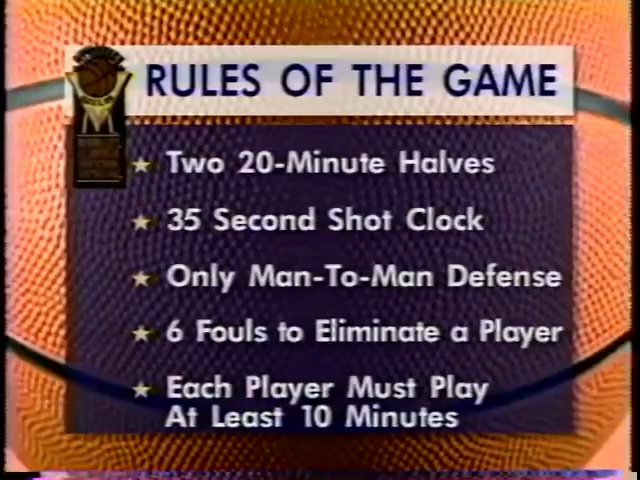 RULES OF THE GAME
Two 20-Minute Halves
35 Second Shot Clock
Only Man-To-Man Defense
6 Fouls to Eliminate a Player
Each Player Must Play
At Least 10 Minutes